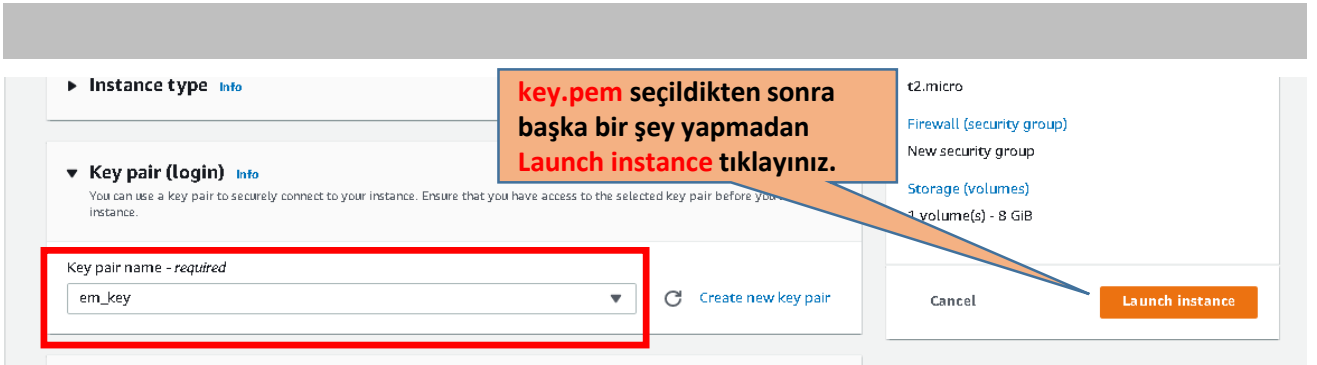 Instance type Info
key.pem seçildikten sonra
başka bir şey yapmadan
Launch instance tıklayınız.
t2.micro
Firewall (security group)
New security group
Storage (volumes)
1 volume(s) - 8 GiB
Key pair (login) Info
You can use a key pair to securely connect to your instance. Ensure that you have access to the selected key pair before you
instance.
Key pair name - required
em_key
Create new key pair
Cancel
Launch instance